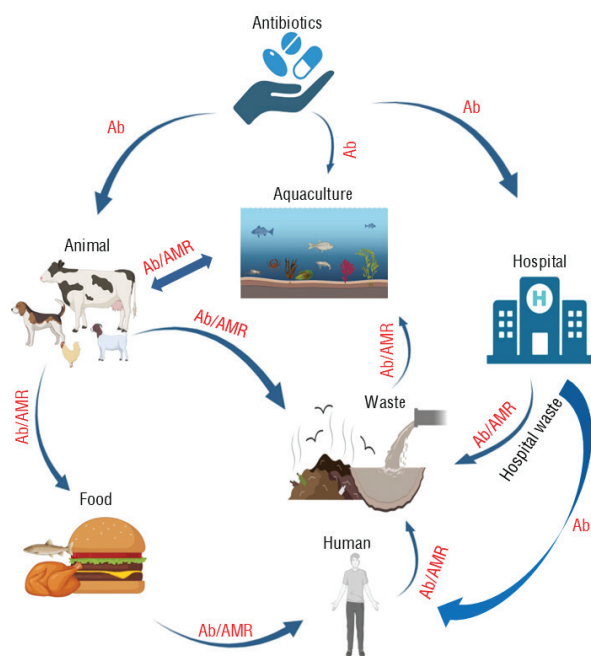 Antibiotics
Ab
Ab
Ab
Aquaculture
Animal
Ab/AMR
Hospital
H
Ab/AMR
Ab/AMR
Waste
Ab/AMR
Hospital waste
Ab/AMR
Food
Ab
Human
Ab/AMR
Ab/AMR